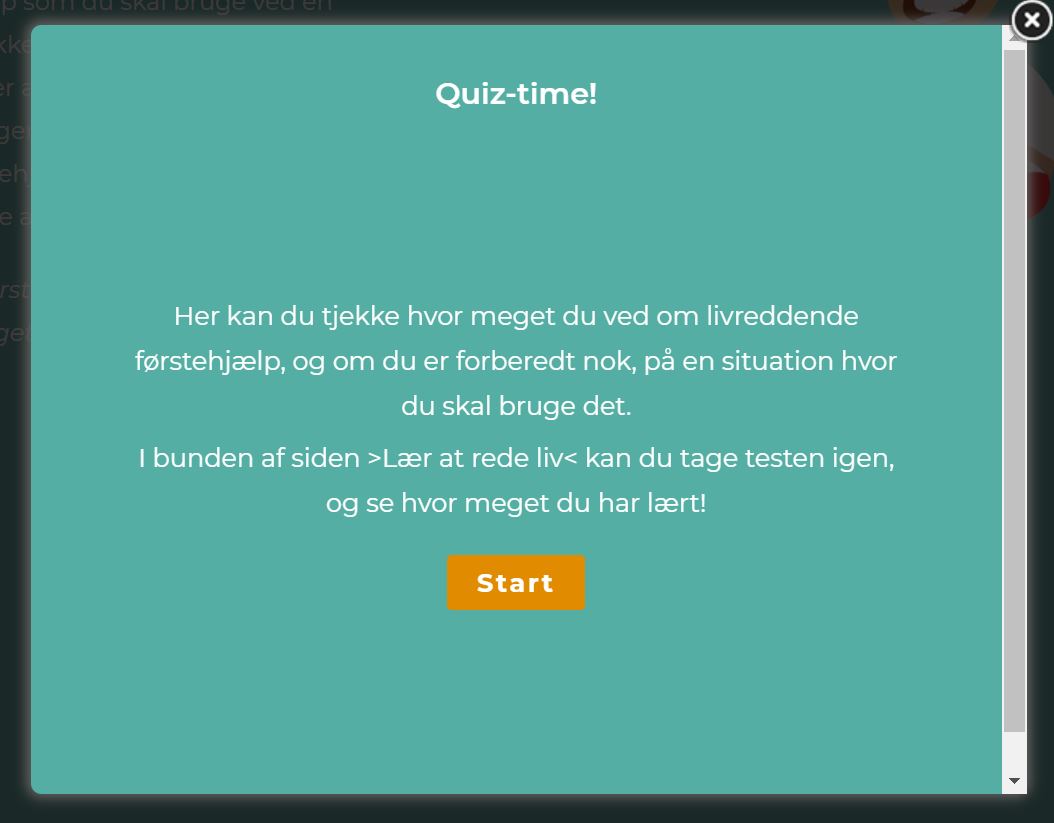 p som du skal bruge ved en
Quiz-time!
Her kan du tjekke hvor meget du ved om livreddende
førstehjælp, og om du er forberedt nok, på en situation hvor
du skal bruge det.
I bunden af siden >Lær at rede liv< kan du tage testen igen,
og se hvor meget du har lært!
Start